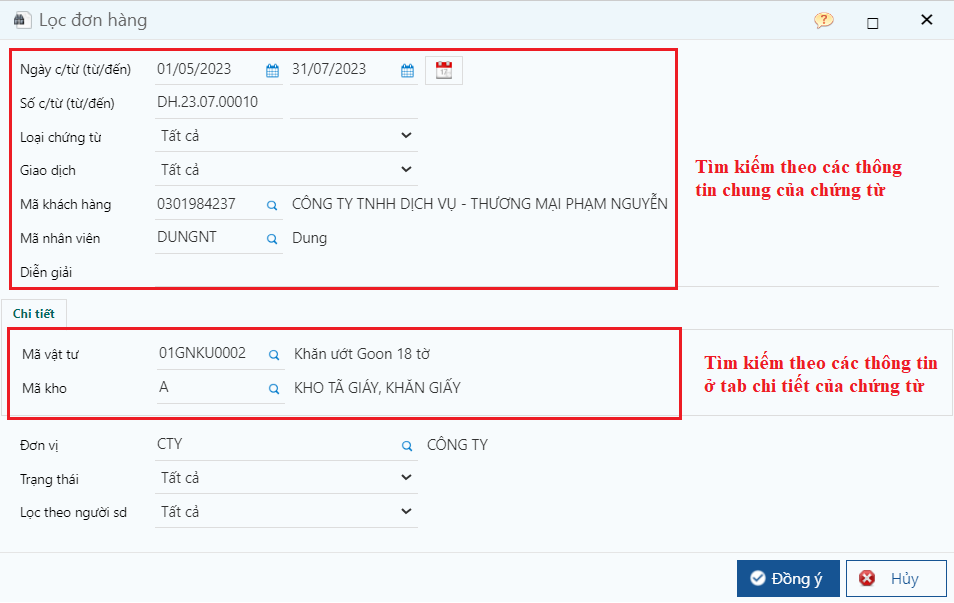 Lọc đơn hàng
Ngày c/từ (từ/đến) 01/05/2023 31/07/2023
Số c/từ (từ/đến) DH.23.07.00010
Loại chứng từ Tất cả
Giao dịch Tất cả
Mã khách hàng 0301984237 CÔNG TY TNHH DỊCH VỤ - THƯƠNG MẠI PHẠM NGUYỄN
Mã nhân viên DUNGNT Dung
Diễn giải
Tìm kiếm theo các thông
tin chung của chứng từ
Chi tiết
Mã vật tư 01GNKU0002 Khăn ướt Goon 18 tờ
Mã kho A KHO TÃ GIẤY, KHĂN GIẤY
Tìm kiếm theo các thông tin
ở tab chi tiết của chứng từ
Đơn vị CTY CÔNG TY
Trạng thái Tất cả
Lọc theo người sd Tất cả
Đồng ý Hủy